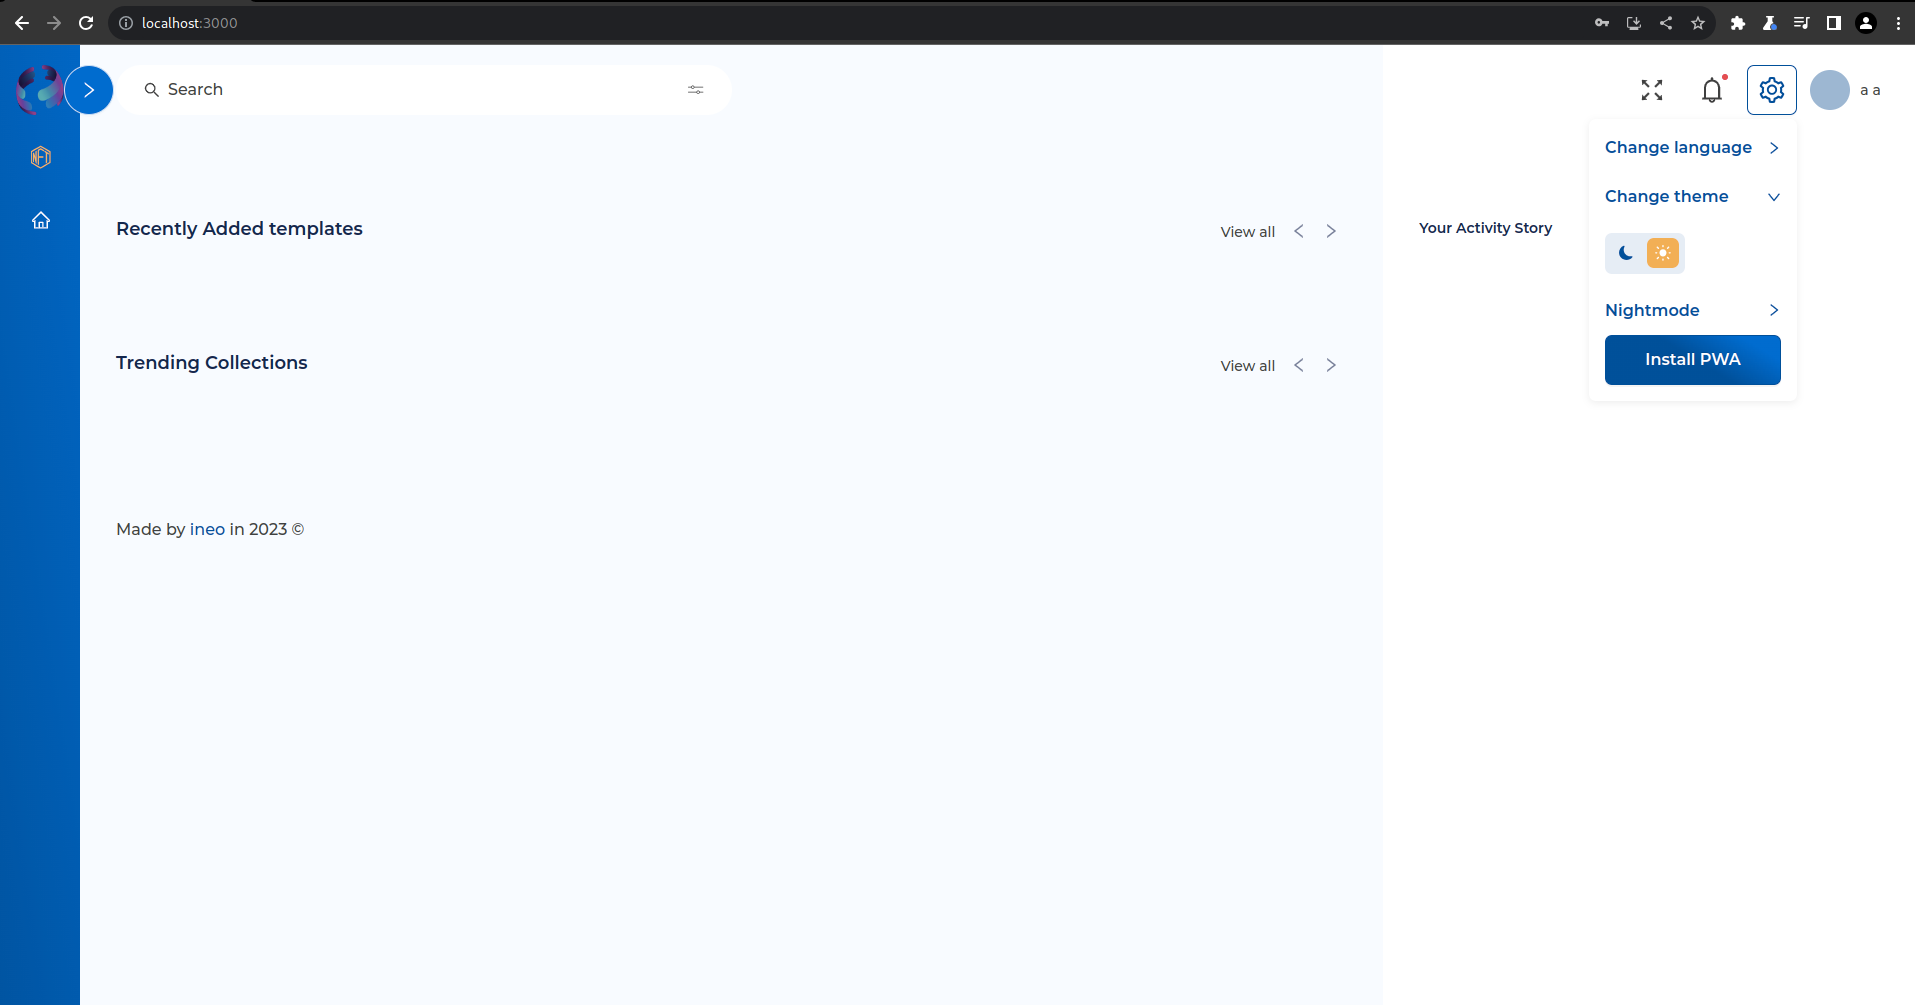 localhost:3000
Search
a a
NFT
Change language
Change theme
Recently Added templates
View all
Your Activity Story
Nightmode
Install PWA
Trending Collections
View all
Made by ineo in 2023 ©